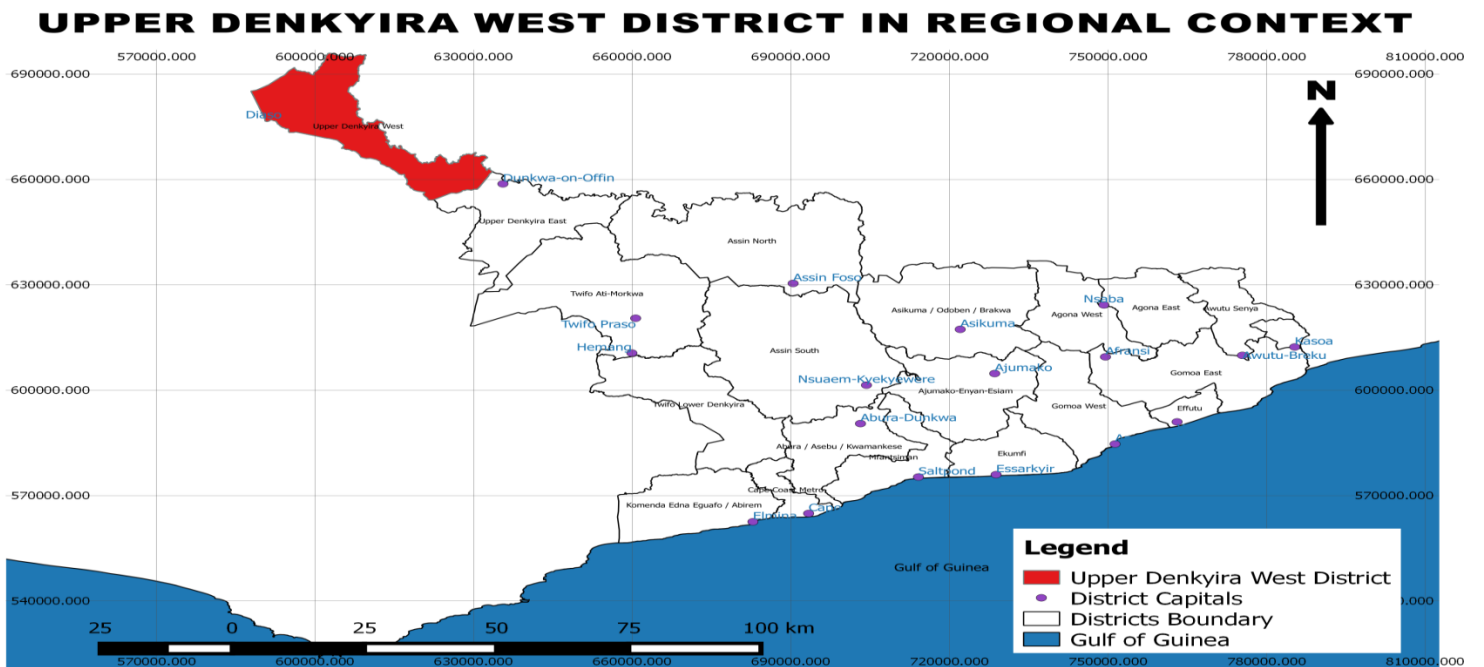 UPPER DENKYIRA WEST DISTRICT IN REGIONAL CONTEXT
570000.000 600000.000 630000.000 660000.000 690000.000 720000.000 750000.000 780000.000 810000.000
690000.000 690000.000
N
Upper Denkyira West
Dunkwa-on-Offin
660000.000 660000.000
Upper Denkyira East
Assin North
630000.000 630000.000
Assin Foso
Twifo Ati-Morkwa
Nsaba
Asikuma / Odoben / Brakwa
Agona West
Agona East
Awutu Senya
Twifo Praso
Asikuma
Hemang
Assin South
Afransi
Kasoa
Awutu-Breku
Gomoa East
Nsuaem-Kyekyewere
Ajumako
600000.000 600000.000
Ajumako-Enyan-Esiam
Twifo Lower Denkyira
Gomoa West
Effutu
Abura-Dunkwa
Abura / Asebu / Kwamankese
Mfantsiman
Ekumfi
Saltpond
Essarkyir
570000.000 570000.000
Cape Coast Metro
Komenda Edna Eguafo / Abirem
Elmina
Gulf of Guinea
Legend
Upper Denkyira West District
District Capitals
Districts Boundary
Gulf of Guinea
540000.000
25 0 25 50 75 100 km
570000.000 600000.000 630000.000 660000.000 690000.000 720000.000 750000.000 780000.000 810000.000